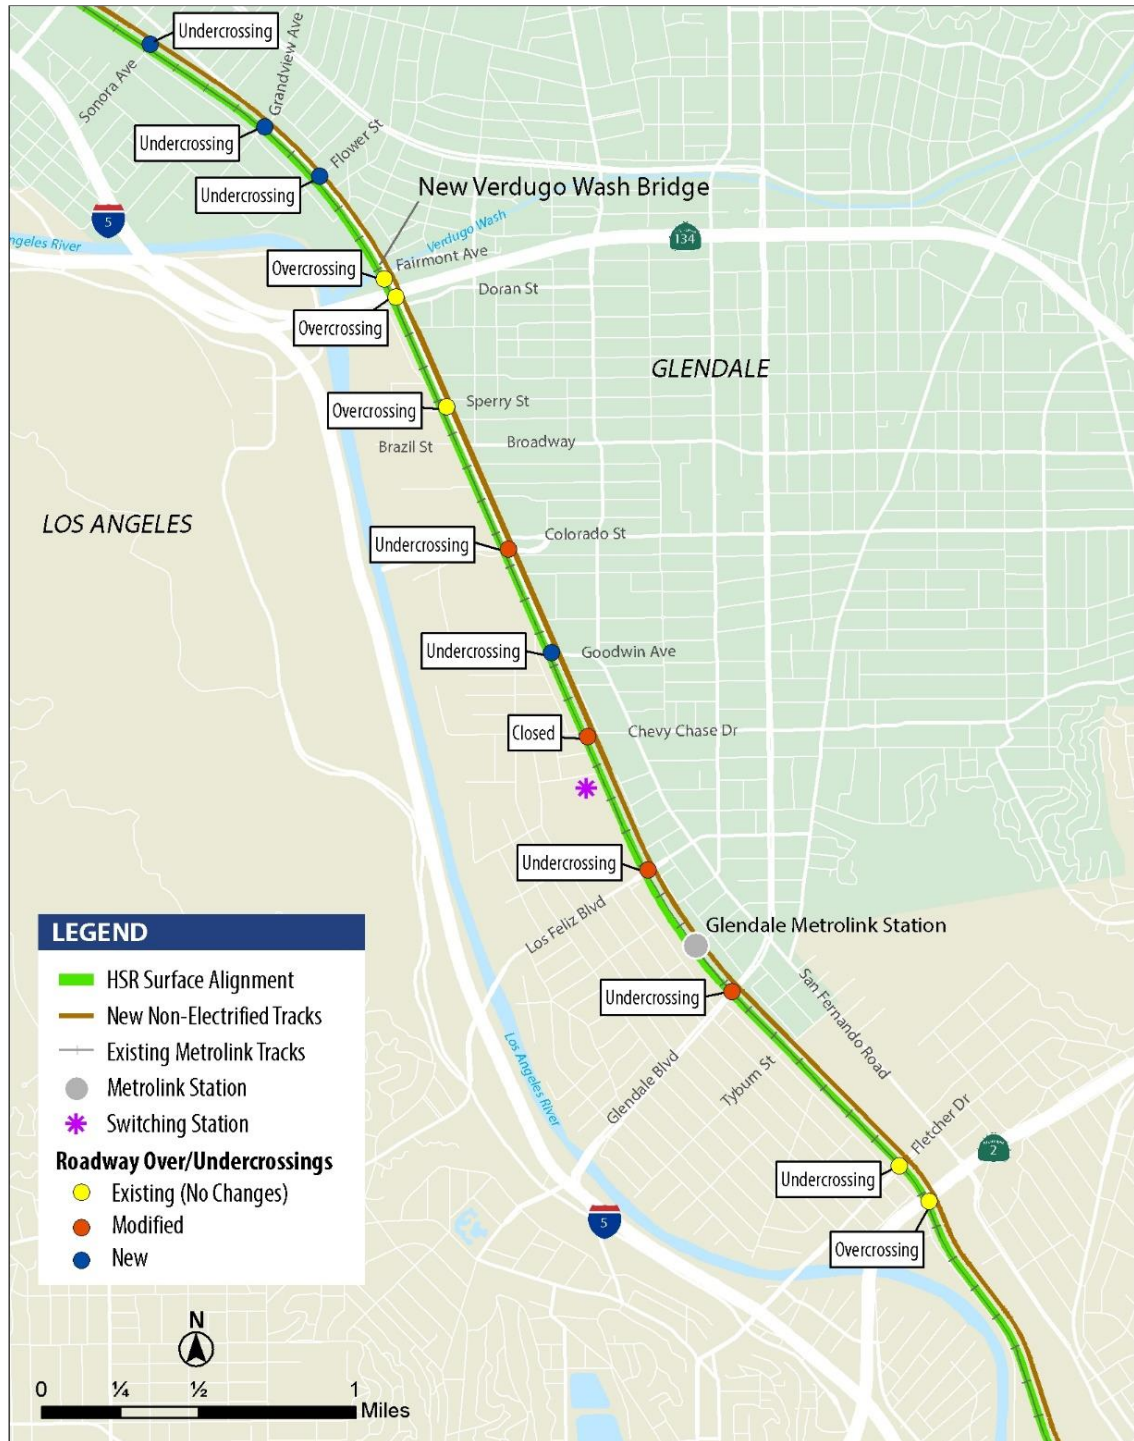 Undercrossing
Grandview Ave
Sonora Ave
Undercrossing
Flower St
Undercrossing
New Verdugo Wash Bridge
5
Verdugo Wash
134
ngeles River
Fairmont Ave
Overcrossing
Doran St
Overcrossing
GLENDALE
Sperry St
Overcrossing
Brazil St
Broadway
LOS ANGELES
Colorado St
Undercrossing
Goodwin Ave
Undercrossing
Chevy Chase Dr
Closed
Undercrossing
Los Feliz Blvd
Glendale Metrolink Station
San Fernando Road
Undercrossing
Los Angeles River
Glendale Blvd
Tyburn St
Fletcher Dr
2
Undercrossing
5
Overcrossing
LEGEND
HSR Surface Alignment
New Non-Electrified Tracks
Existing Metrolink Tracks
Metrolink Station
Switching Station
Roadway Over/Undercrossings
Existing (No Changes)
Modified
New
N
0 ¼ ½ 1
Miles